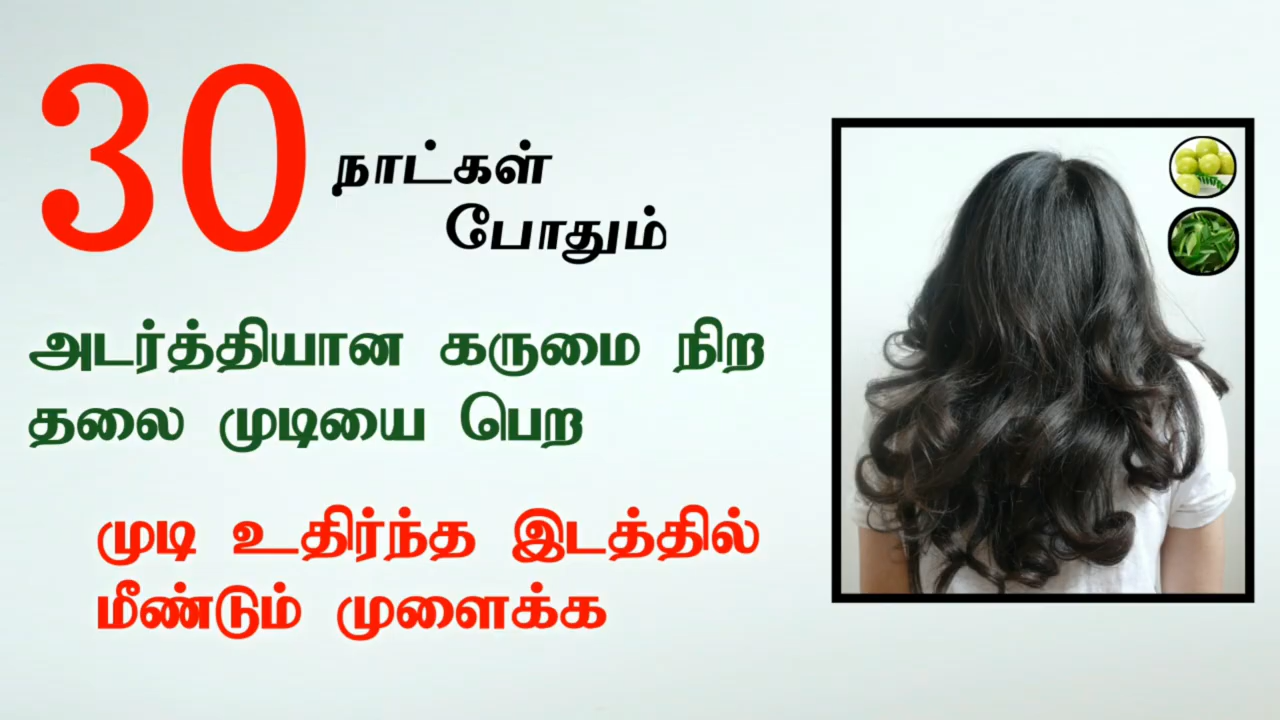 30 நாட்கள்
போதும்
அடர்த்தியான கருமை நிற
தலை முடியை பெற
முடி உதிர்ந்த இடத்தில்
மீண்டும் முளைக்க